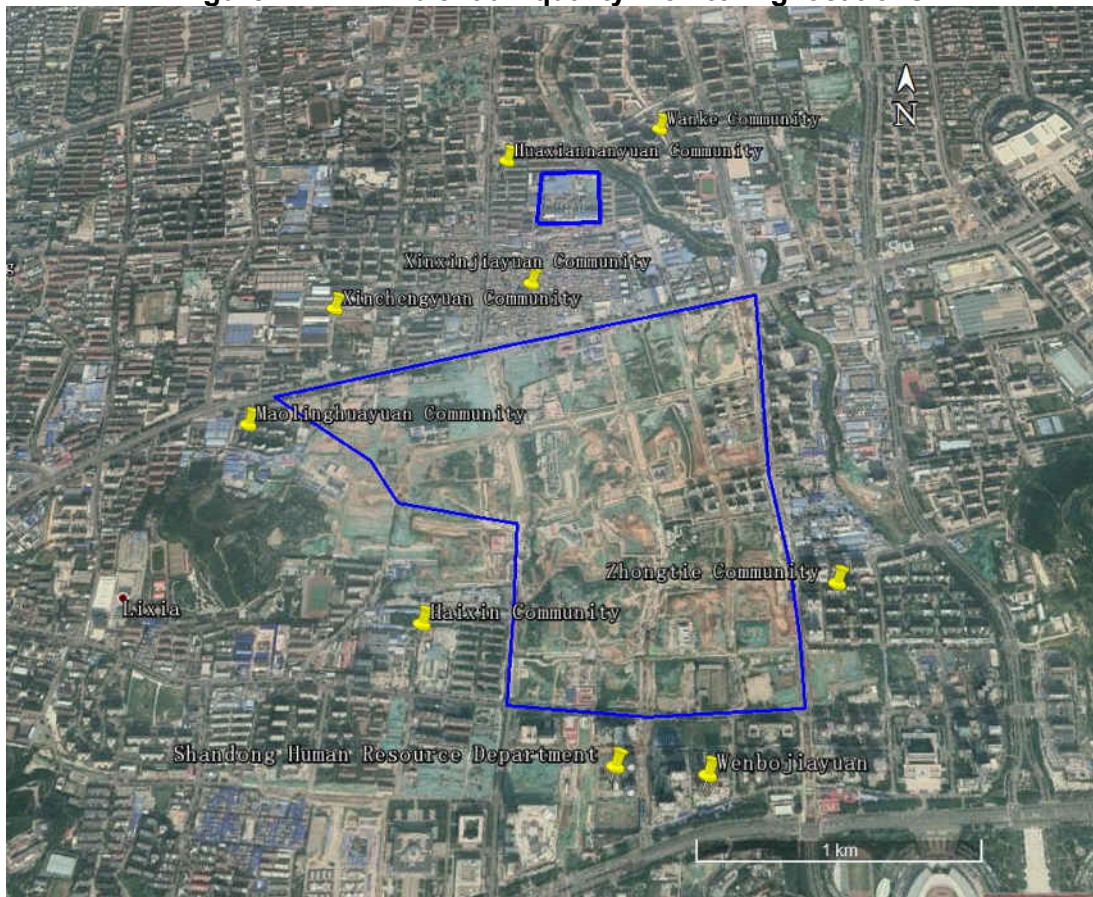 N
Wanke Community
Huaxiannanyuan Community
Xinxinjiayuan Community
Xinchengyuan Community
Maolinghuayuan Community
Zhongtie Community
Lixia
Haixin Community
Shandong Human Resource Department
Wenbojiayuan
1 km